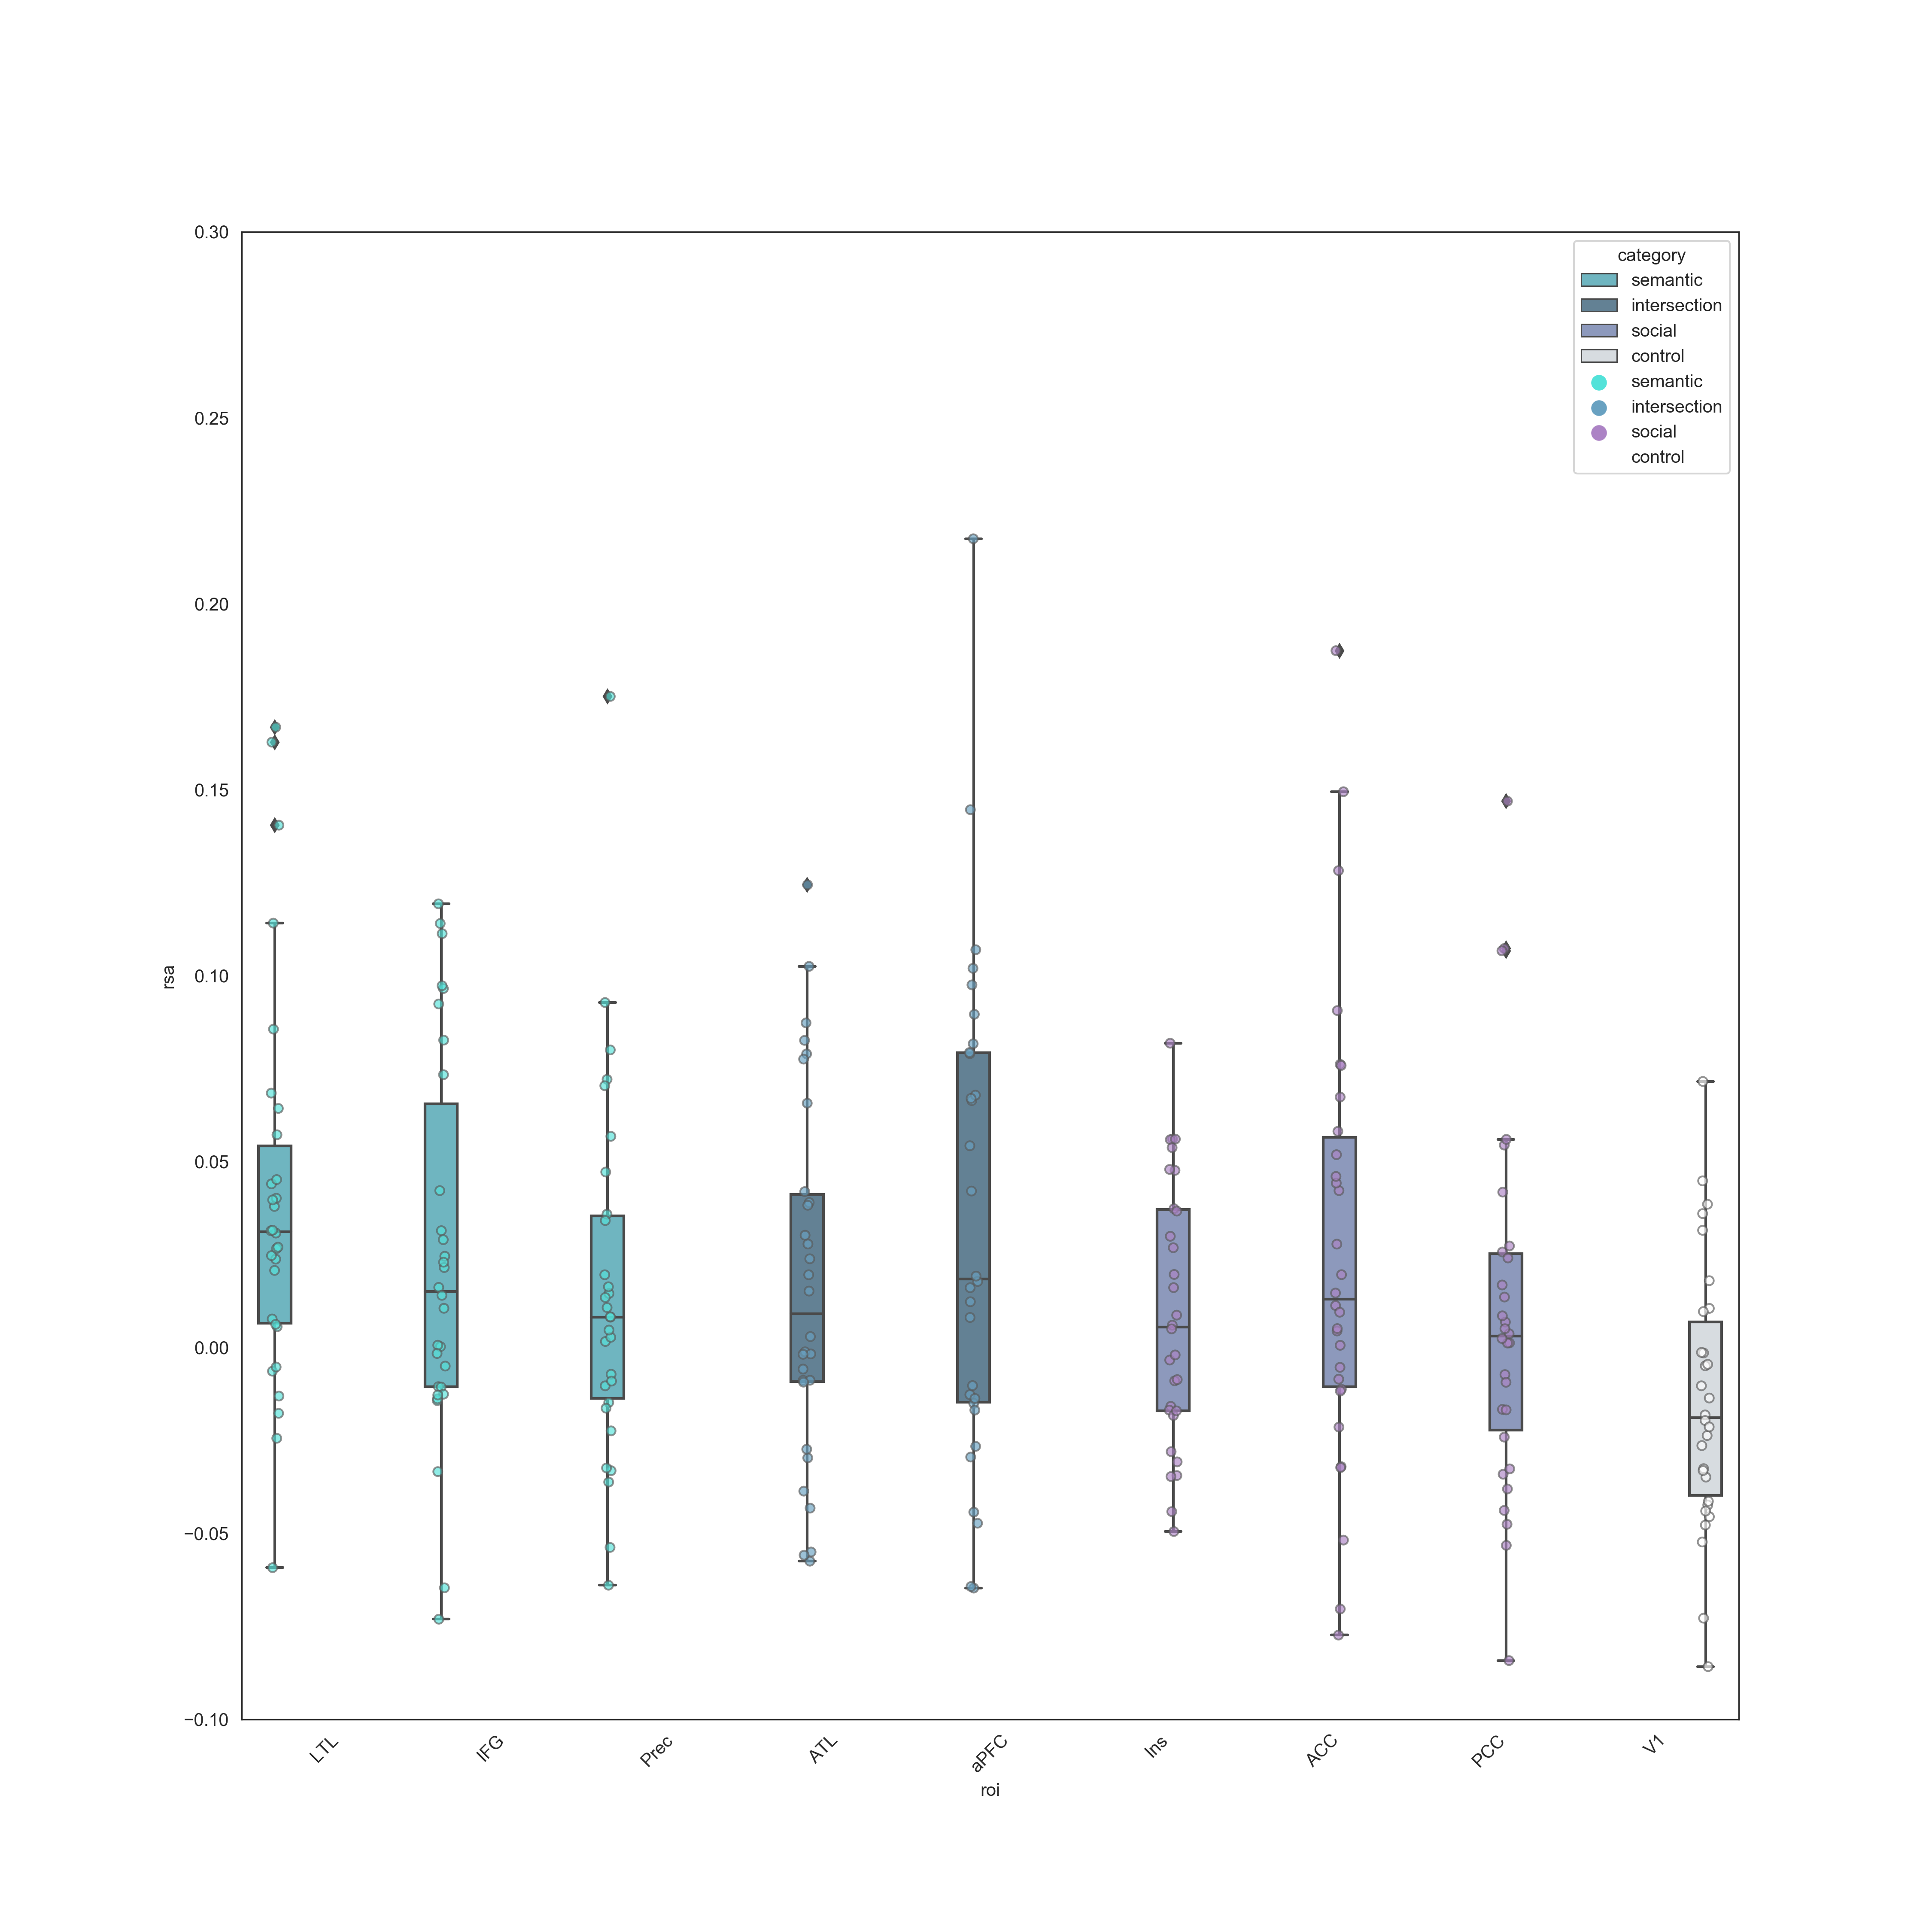 0.30
0.25
0.20
0.15
0.10
0.05
0.00
−0.05
−0.10
rsa
category
semantic
intersection
social
control
semantic
intersection
social
control
LTL
IFG
Prec
ATL
aPFC
Ins
ACC
PCC
V1
roi